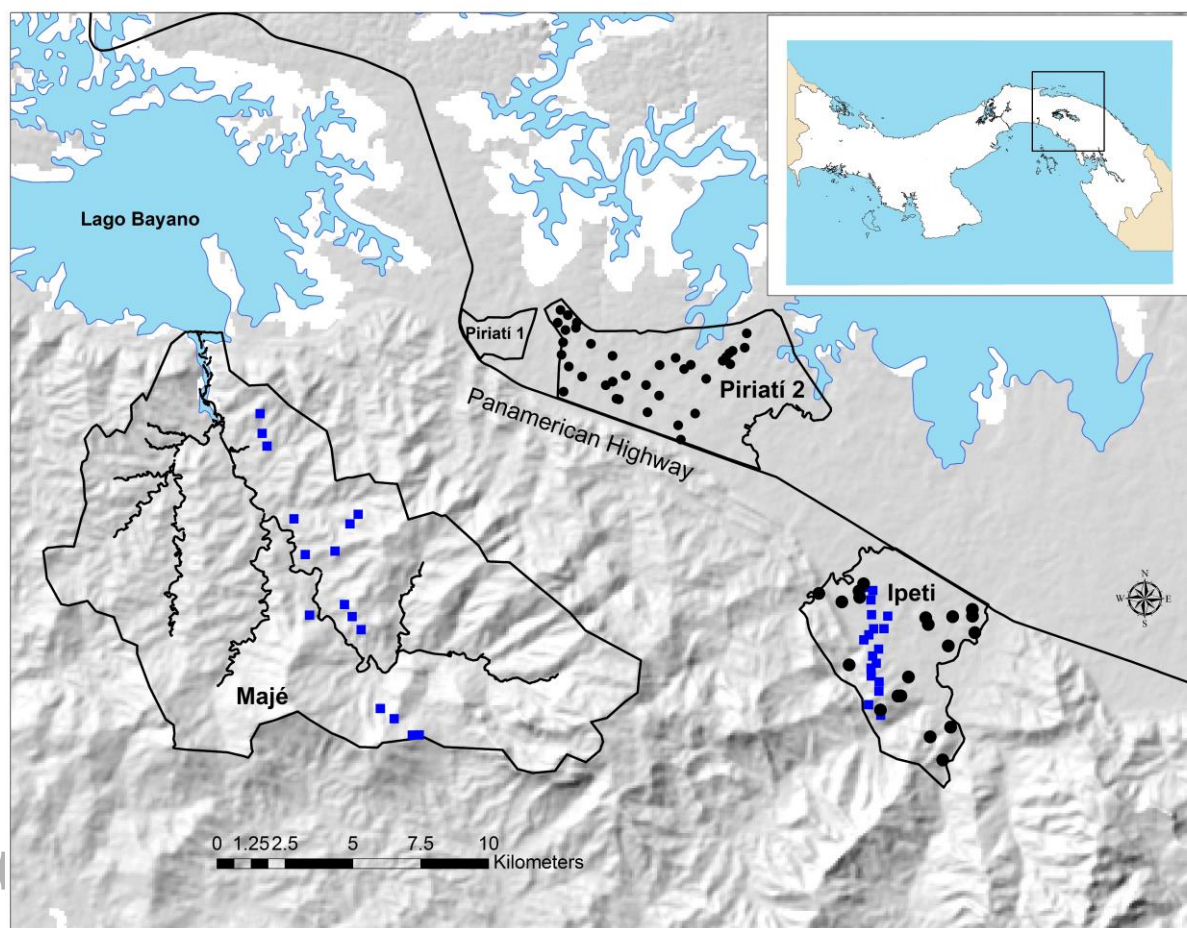 Lago Bayano
Piriatí 1
Piriatí 2
Panamerican Highway
Ipeti
Majé
N
W E
S
0 1.25 2.5 5 7.5 10
Kilometers